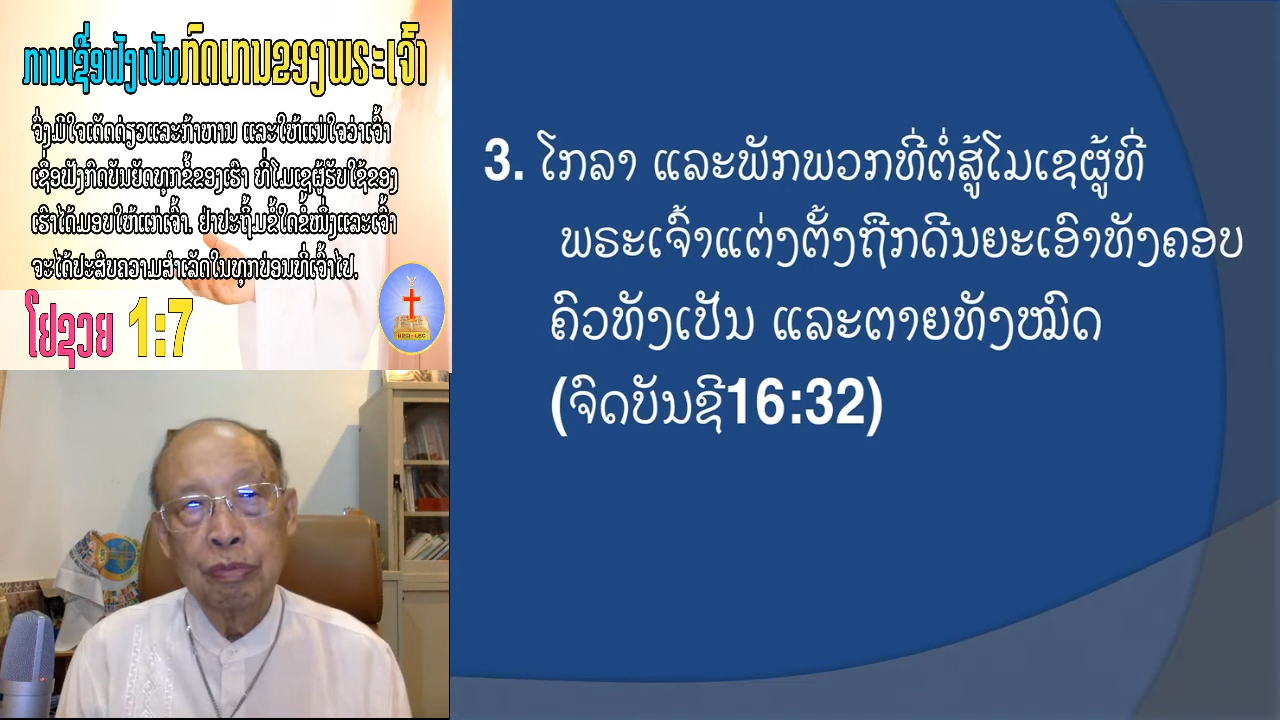 ການເຊື່ອຟັງເປັນກົດເກນຂອງພຣະເຈົ້າ
ຈົ່ງມີໃຈເດັດດ່ຽວແລະກ້າຫານ ແລະໃຫ້ແນ່ໃຈວ່າເຈົ້າ
ເຊື່ອຟັງກົດບັນຍັດທຸກຂໍ້ຂອງເຮົາ ທີ່ໂມເຊຜູ້ຮັບໃຊ້ຂອງ
ເຮົາໄດ້ມອບໃຫ້ແກ່ເຈົ້າ. ຢ່າປະຖິ້ມຂໍ້ໃດຂໍ້ໜຶ່ງແລະເຈົ້າ
ຈະໄດ້ປະສົບຄວາມສຳເລັດໃນທຸກບ່ອນທີ່ເຈົ້າໄປ.
ໂຢຊວຍ 1:7
3. ໂກລາ ແລະພັກພວກທີ່ຕໍ່ສູ້ໂມເຊຜູ້ທີ່
ພຣະເຈົ້າແຕ່ງຕັ້ງຖືກດິນຍະເອົາທັງຄອບ
ຄົວທັງເປັນ ແລະຕາຍທັງໝົດ
(ຈົດບັນຊີ16:32)